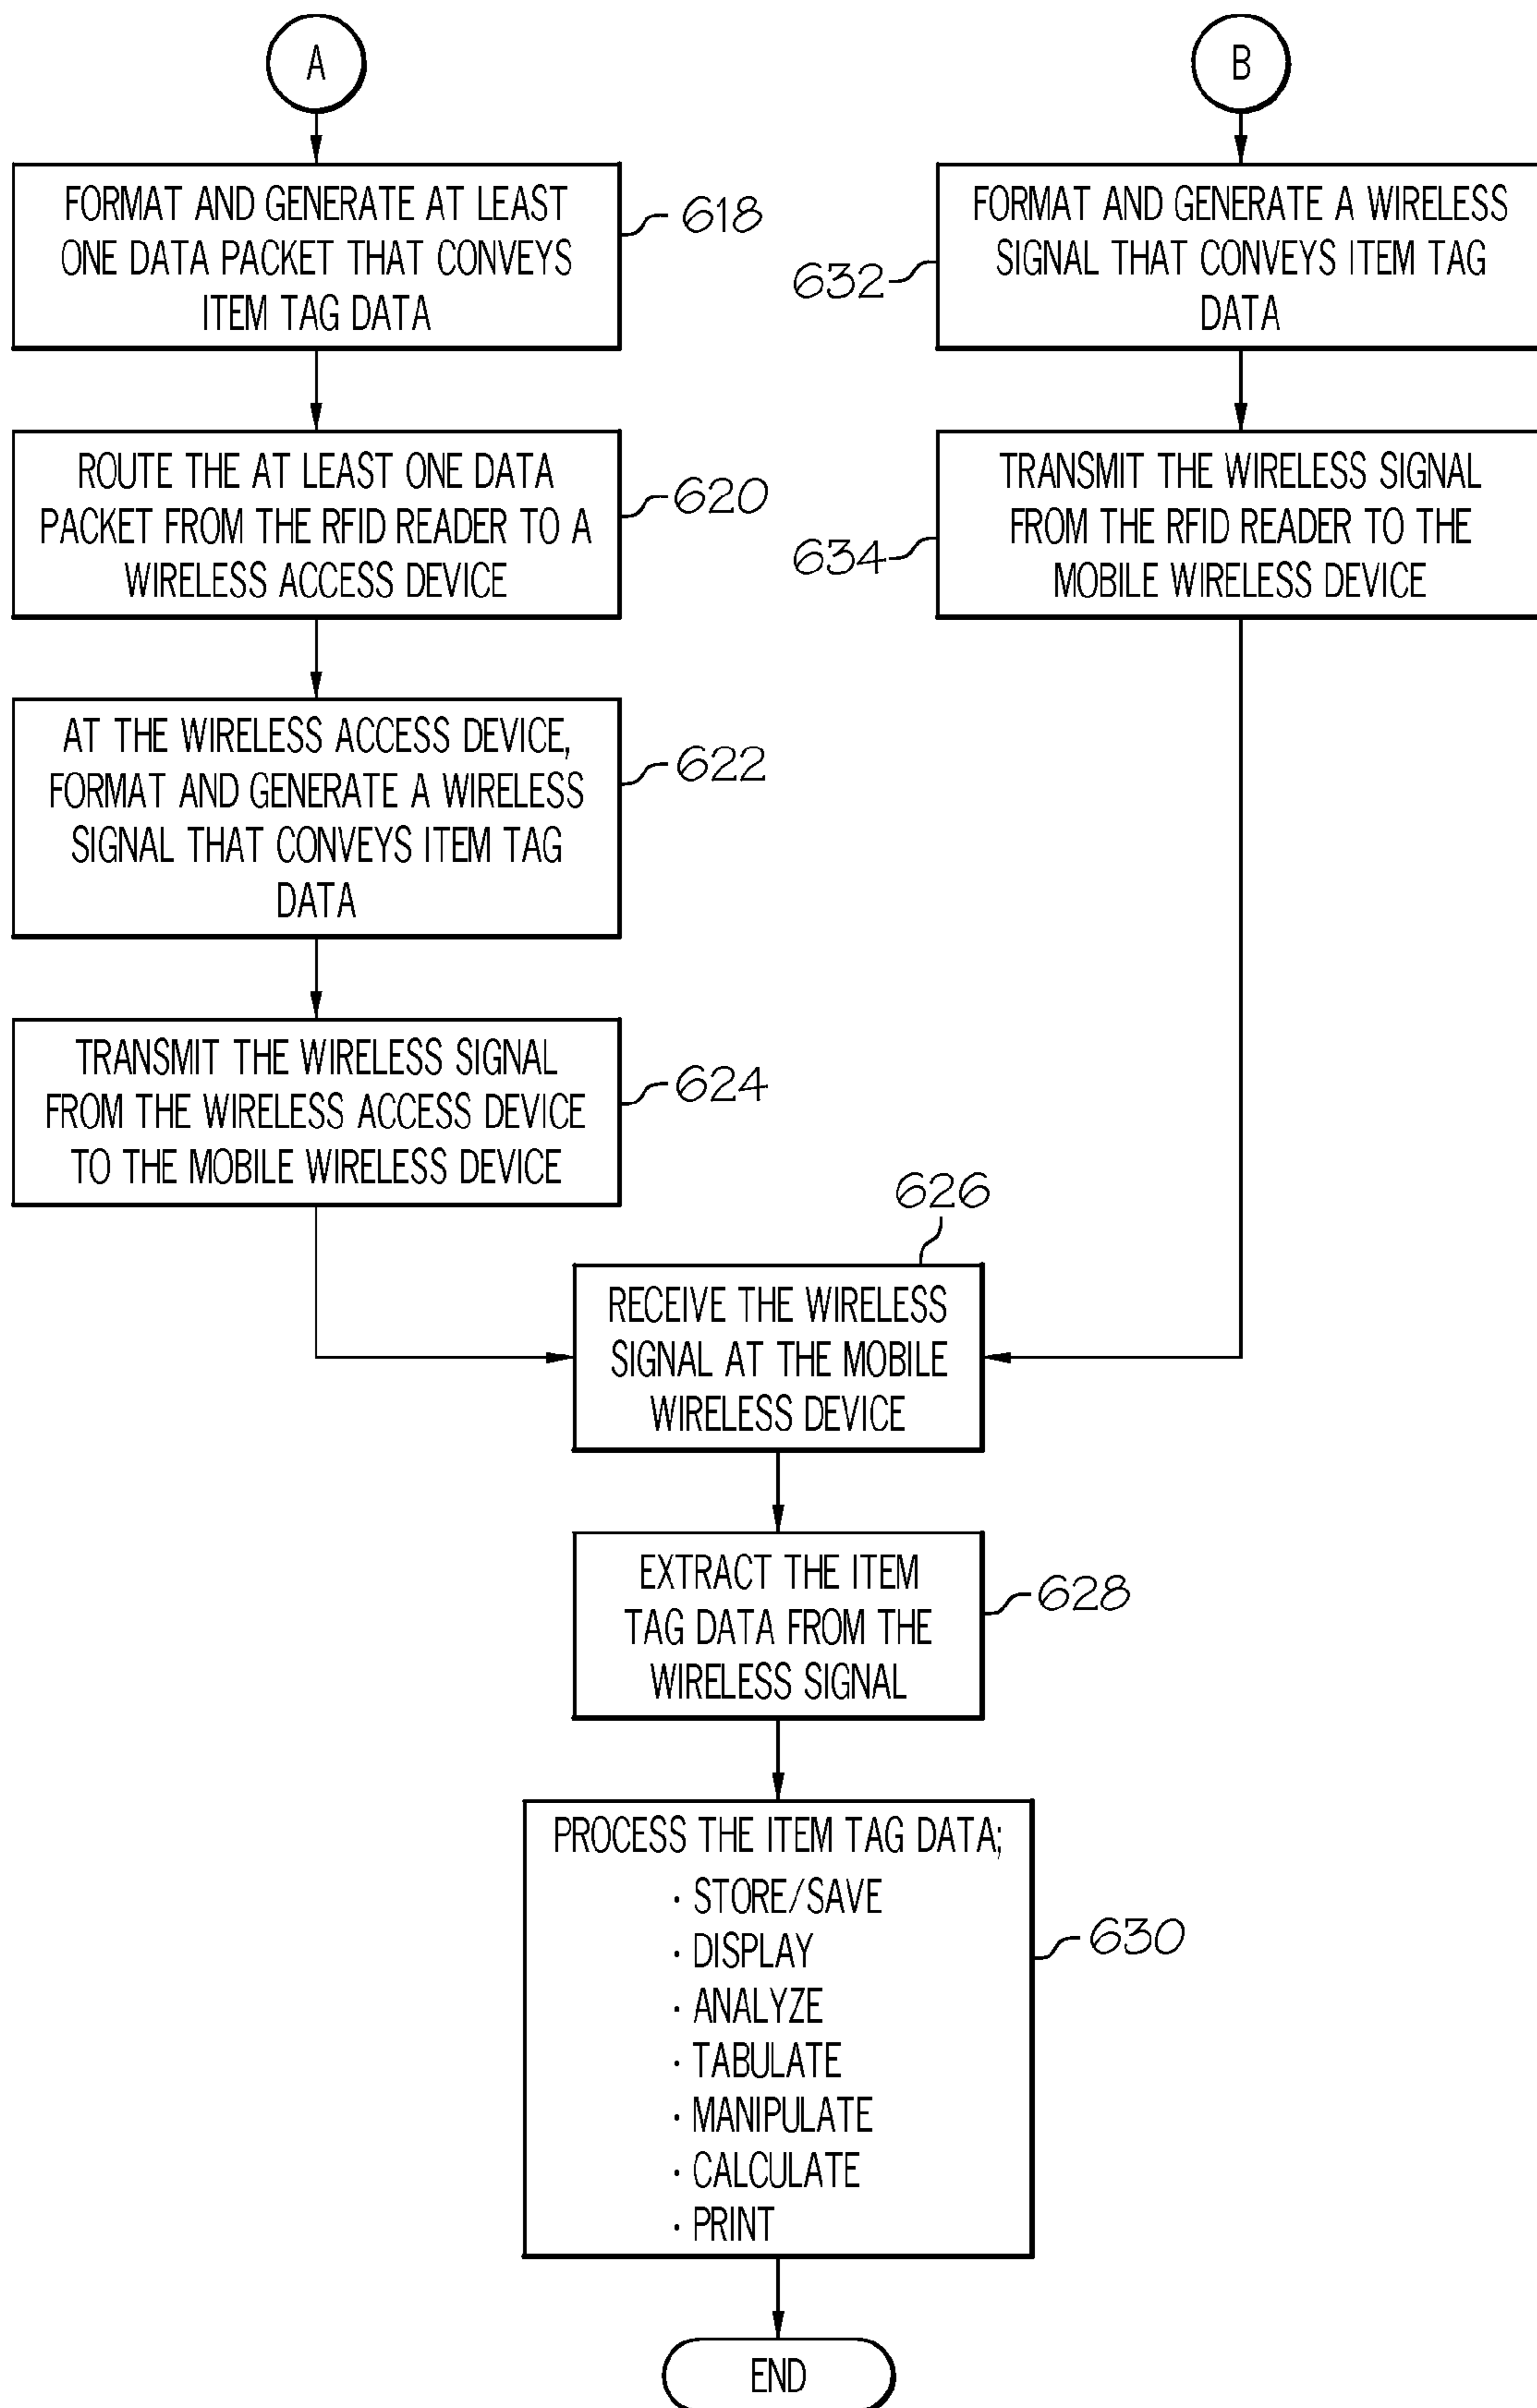 A
FORMAT AND GENERATE AT LEAST
ONE DATA PACKET THAT CONVEYS
ITEM TAG DATA
618
ROUTE THE AT LEAST ONE DATA
PACKET FROM THE RFID READER TO A
WIRELESS ACCESS DEVICE
620
AT THE WIRELESS ACCESS DEVICE,
FORMAT AND GENERATE A WIRELESS
SIGNAL THAT CONVEYS ITEM TAG
DATA
622
TRANSMIT THE WIRELESS SIGNAL
FROM THE WIRELESS ACCESS DEVICE
TO THE MOBILE WIRELESS DEVICE
624
B
FORMAT AND GENERATE A WIRELESS
SIGNAL THAT CONVEYS ITEM TAG
DATA
632
TRANSMIT THE WIRELESS SIGNAL
FROM THE RFID READER TO THE
MOBILE WIRELESS DEVICE
634
626
RECEIVE THE WIRELESS
SIGNAL AT THE MOBILE
WIRELESS DEVICE
EXTRACT THE ITEM
TAG DATA FROM THE
WIRELESS SIGNAL
628
PROCESS THE ITEM TAG DATA;
· STORE/SAVE
· DISPLAY
· ANALYZE
· TABULATE
· MANIPULATE
· CALCULATE
· PRINT
630
END